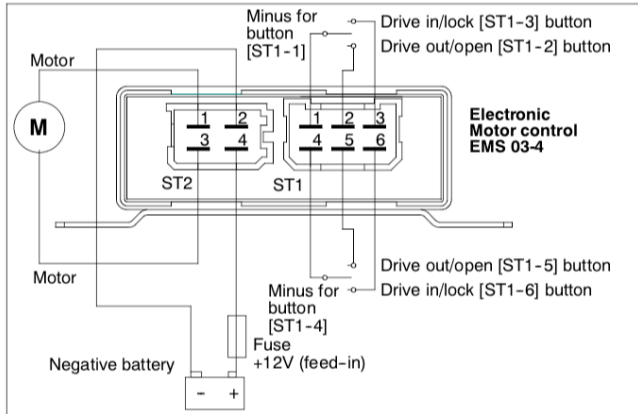 Minus for
button
[ST1-1]
Drive in/lock [ST1-3] button
Drive out/open [ST1-2] button
Motor
M
1 2
3 4
ST2
1 2 3
4 5 6
ST1
Electronic
Motor control
EMS 03-4
Motor
Drive out/open [ST1-5] button
Drive in/lock [ST1-6] button
Minus for
button
[ST1-4]
Fuse
+12V (feed-in)
Negative battery
- +